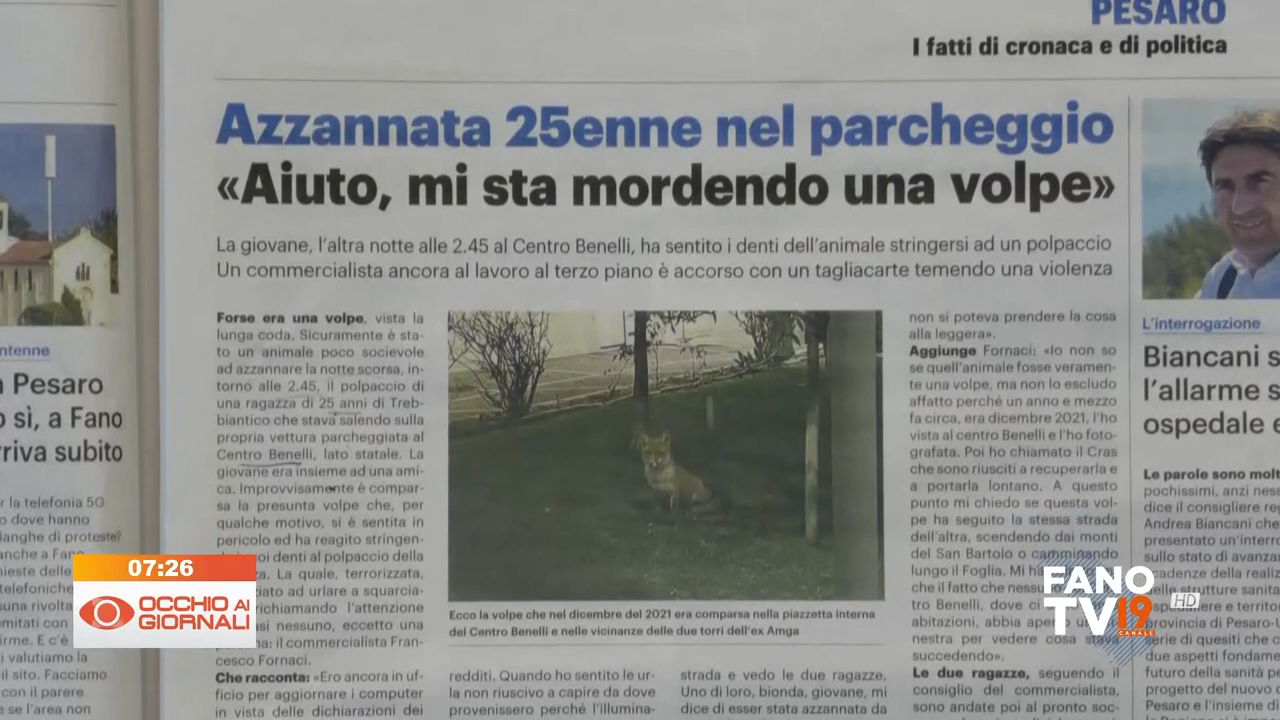 PESARO
I fatti di cronaca e di politica
Azzannata 25enne nel parcheggio
«Aiuto, mi sta mordendo una volpe»
La giovane, l'altra notte alle 2.45 al Centro Benelli, ha sentito i denti dell'animale stringersi ad un polpaccio
Un commercialista ancora al lavoro al terzo piano è accorso con un tagliacarte temendo una violenza
Forse era una volpe, vista la
lunga coda. Sicuramente è sta-
to un animale poco socievole
ad azzannare la notte scorsa, in-
torno alle 2.45, il polpaccio di
una ragazza di 25 anni di Treb-
biantico che stava salendo sulla
propria vettura parcheggiata al
Centro Benelli, lato statale. La
giovane era insieme ad una ami-
ca. Improvvisamente è compar-
sa la presunta volpe che, per
qualche motivo, si è sentita in
pericolo ed ha reagito stringen-
oi denti al polpaccio della
za. La quale, terrorizzata,
ato ad urlare a squarcia-
dichiamando l'attenzione
asi nessuno, eccetto una
na: il commercialista Fran-
cesco Fornaci.
Che racconta: «Ero ancora in uf-
ficio per aggiornare i computer
in vista delle dichiarazioni dei
Ecco la volpe che nel dicembre del 2021 era comparsa nella piazzetta interna
del Centro Benelli e nelle vicinanze delle due torri dell'ex Amga
redditi. Quando ho sentito le ur-
la non riuscivo a capire da dove
provenissero perché l'illumina-
strada e vedo le due ragazze.
Uno di loro, bionda, giovane, mi
dice di esser stata azzannata da
non si poteva prendere la cosa
alla leggera».
Aggiunge Fornaci: «Io non so
se quell'animale fosse veramen-
te una volpe, ma non lo escludo
affatto perché un anno e mezzo
fa circa, era dicembre 2021, l'ho
vista al centro Benelli e l'ho foto-
grafata. Poi ho chiamato il Cras
che sono riusciti a recuperarla e
a portarla lontano. A questo
punto mi chiedo se questa vol-
pe ha seguito la stessa strada
dell'altra, scendendo dai monti
del San Bartolo o camminando
lungo il Foglia. Mi
che il fatto che
tro Benelli, dove
abitazioni, abbia
nestra per vedere cosa stava
succedendo».
Le due ragazze, seguendo il
consiglio del commercialista,
sono andate poi al pronto soc-
L'interrogazione
Biancani s
l'allarme s
ospedale e
Le parole sono molt
pochissimi, anzi ness
dice il consigliere reg
Andrea Biancani che
presentato un'interro
sullo stato di avanza
adenze della realiz
strutture sanita
e territo
provincia di Pesaro-U
serie di quesiti che c
due aspetti fondame
futuro della sanità pe
progetto del nuovo o
Pesaro e l'insieme di
ntenne
a Pesaro
o sì, a Fano
rriva subito
r la telefonia 5G
o dove hanno
langhe di proteste?
anche a Fano
hieste delle
telefoniche
suna rivolta
omitati con
irme. E c'è
i valutiamo la
il sito. Facciamo
con il parere
e se l'area non
07:26
OCCHIO AI
GIORNALI
FANO
TV19
CANALE
HD